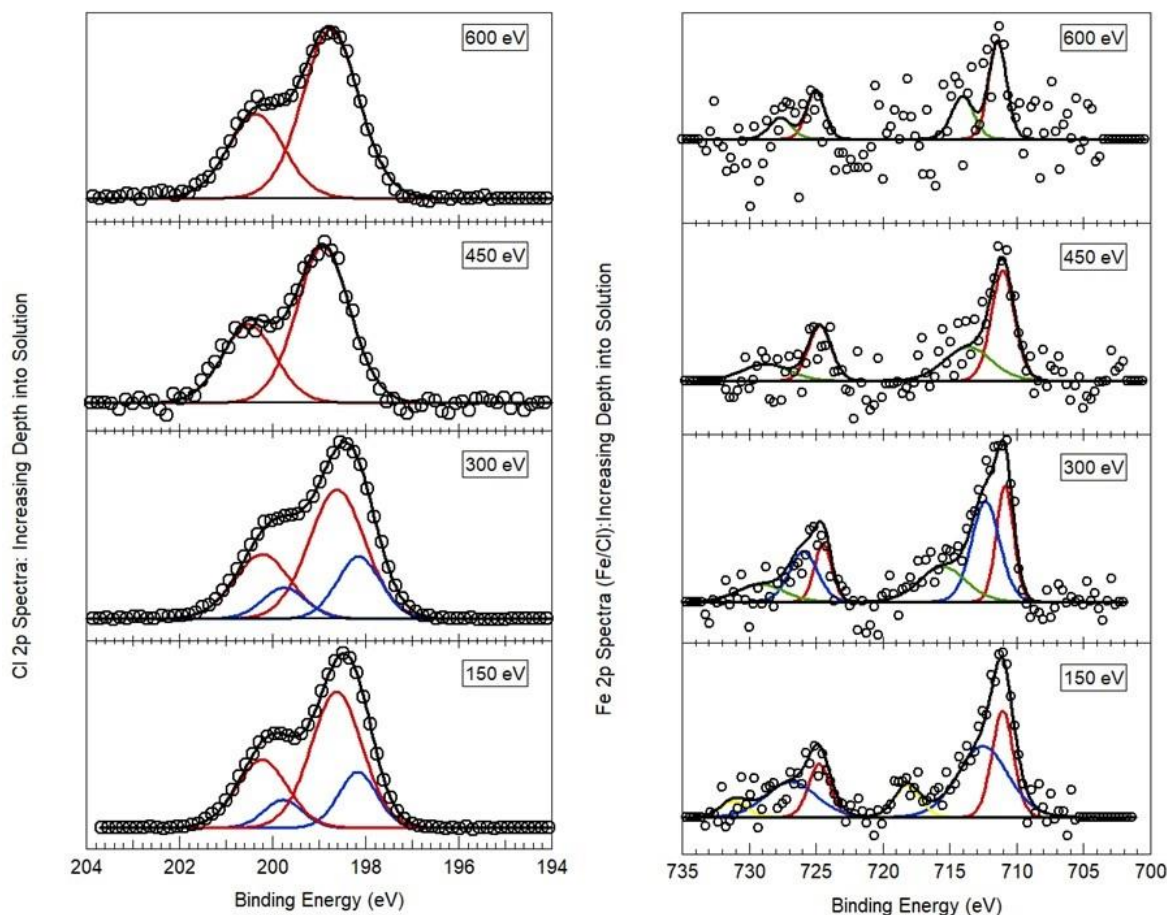 Cl 2p Spectra: Increasing Depth into Solution
600 eV
450 eV
300 eV
150 eV
204 202 200 198 196 194
Binding Energy (eV)
Fe 2p Spectra (Fe/Cl):Increasing Depth into Solution
600 eV
450 eV
300 eV
150 eV
735 730 725 720 715 710 705 700
Binding Energy (eV)